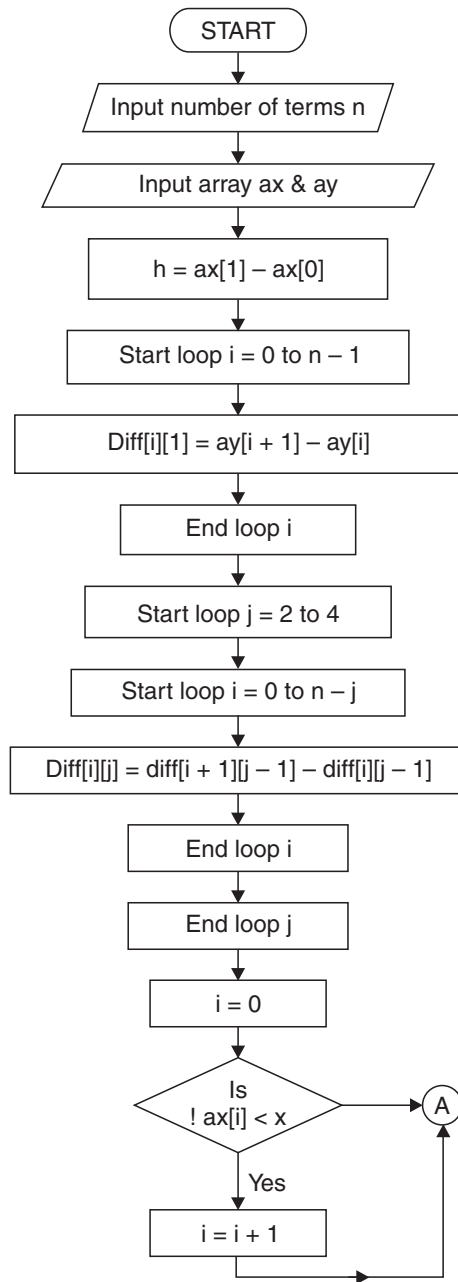 START
Input number of terms n
Input array ax & ay
h = ax[1] – ax[0]
Start loop i = 0 to n – 1
Diff[i][1] = ay[i + 1] – ay[i]
End loop i
Start loop j = 2 to 4
Start loop i = 0 to n – j
Diff[i][j] = diff[i + 1][j – 1] – diff[i][j – 1]
End loop i
End loop j
i = 0
Is
! ax[i] < x
A
Yes
i = i + 1